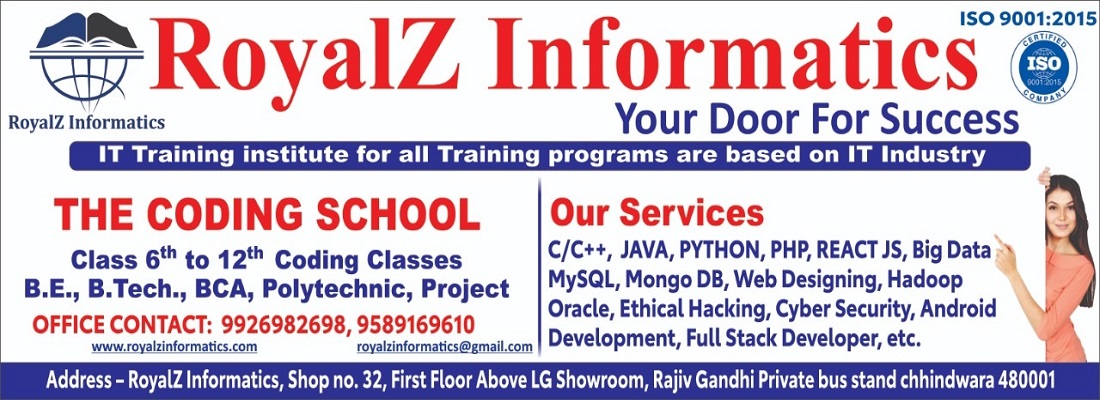 RoyalZ Informatics
ISO 9001:2015
CERTIFIED
ISO
9001:2015
COMPANY
RoyalZ Informatics
Your Door For Success
IT Training institute for all Training programs are based on IT Industry
THE CODING SCHOOL
Class 6th to 12th Coding Classes
B.E., B.Tech., BCA, Polytechnic, Project
OFFICE CONTACT: 9926982698, 9589169610
www.royalzinformatics.com royalzinformatics@gmail.com
Our Services
C/C++, JAVA, PYTHON, PHP, REACT JS, Big Data
MySQL, Mongo DB, Web Designing, Hadoop
Oracle, Ethical Hacking, Cyber Security, Android
Development, Full Stack Developer, etc.
Address – RoyalZ Informatics, Shop no. 32, First Floor Above LG Showroom, Rajiv Gandhi Private bus stand chhindwara 480001